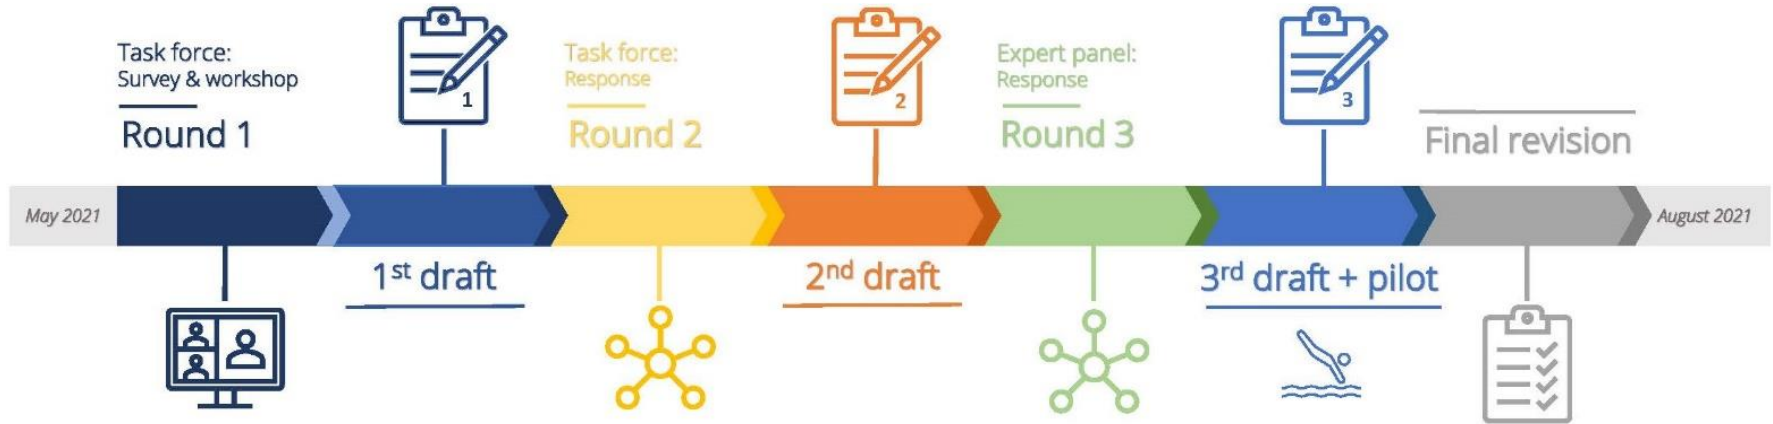 Task force:
Survey & workshop
Round 1
1
Task force:
Response
Round 2
2
Expert panel:
Response
Round 3
3
Final revision
May 2021
August 2021
1st draft
2nd draft
3rd draft + pilot